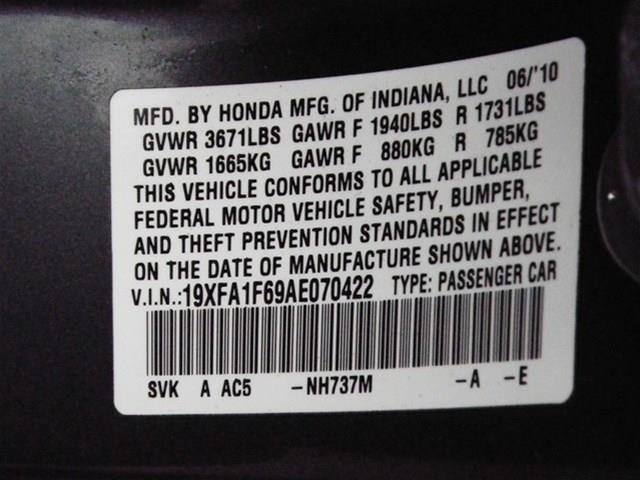 MFD. BY HONDA MFG. OF INDIANA, LLC 06/'10
GVWR 3671LBS GAWR F 1940LBS R 1731LBS
GVWR 1665KG GAWR F 880KG R 785KG
THIS VEHICLE CONFORMS TO ALL APPLICABLE
FEDERAL MOTOR VEHICLE SAFETY, BUMPER,
AND THEFT PREVENTION STANDARDS IN EFFECT
ON THE DATE OF MANUFACTURE SHOWN ABOVE.
V.I.N.:19XFA1F69AE070422 TYPE: PASSENGER CAR
SVK A AC5 -NH737M -A -E